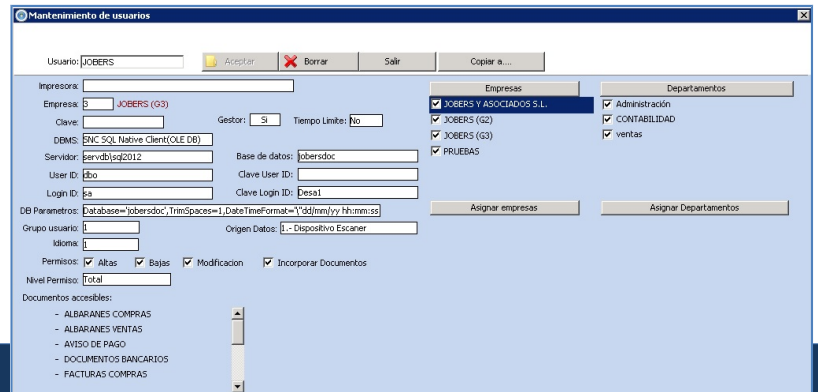 Mantenimiento de usuarios
Usuario: JOBERS Aceptar Borrar Salir Copiar a....
Impresora:
Empresa: 3 JOBERS (G3)
Clave: Gestor: Si Tiempo Limite: No
DBMS: SNC SQL Native Client(OLE DB)
Servidor: servdb\sql2012 Base de datos: jobersdoc
User ID: dbo Clave User ID:
Login ID: sa Clave Login ID: Desa1
DB Parametros: Database='jobersdoc',TrimSpaces=1,DateTimeFormat='\"dd/mm/yy hh:mm:ss
Grupo usuario: 1 Origen Datos: 1.- Dispositivo Escaner
Idioma: 1
Permisos: Altas Bajas Modificacion Incorporar Documentos
Nivel Permiso: Total
Documentos accesibles:
- ALBARANES COMPRAS
- ALBARANES VENTAS
- AVISO DE PAGO
- DOCUMENTOS BANCARIOS
- FACTURAS COMPRAS
Empresas
JOBERS Y ASOCIADOS S.L.
JOBERS (G2)
JOBERS (G3)
PRUEBAS
Asignar empresas
Departamentos
Administración
CONTABILIDAD
ventas
Asignar Departamentos